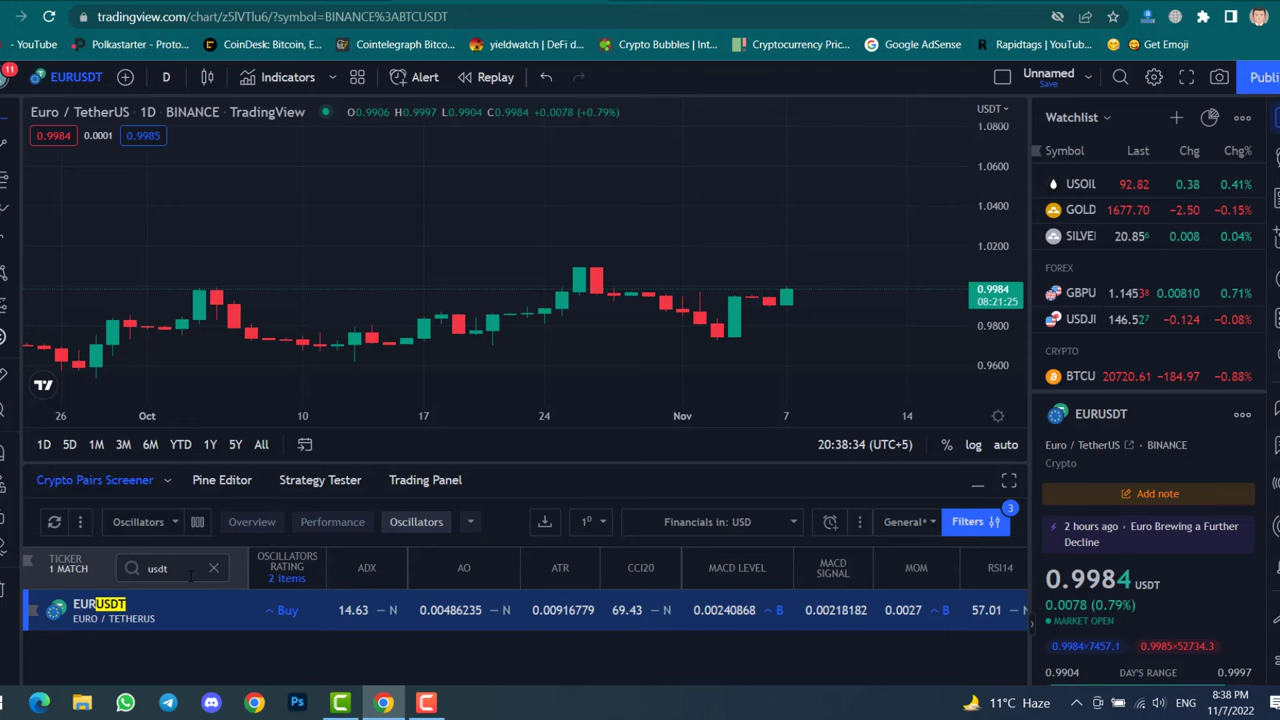 tradingview.com/chart/z5lVTlu6/?symbol=BINANCE%3ABTCUSDT
- YouTube
Polkastarter - Proto...
CoinDesk: Bitcoin, E...
Cointelegraph Bitco...
yieldwatch | DeFi d...
Crypto Bubbles | Int...
Cryptocurrency Pric...
Google AdSense
Rapidtags | YouTub...
Get Emoji
11
EURUSDT
D
Indicators
Alert
Replay
Unnamed
Save
Publi
Euro / TetherUS · 1D · BINANCE · TradingView
O0.9906 H0.9997 L0.9904 C0.9984 +0.0078 (+0.79%)
USDT
0.9984
0.0001
0.9985
1.0800
1.0600
1.0400
1.0200
0.9984
08:21:25
0.9800
0.9600
26 Oct 10 17 24 Nov 7 14
1D 5D 1M 3M 6M YTD 1Y 5Y All
20:38:34 (UTC+5)
% log auto
Watchlist
Symbol Last Chg Chg%
USOIL 92.82 0.38 0.41%
GOLD 1677.70 −2.50 −0.15%
SILVE 20.856 0.008 0.04%
FOREX
GBPU 1.14538 0.00810 0.71%
USDJI 146.527 −0.124 −0.08%
CRYPTO
BTCU 20720.61 −184.97 −0.88%
EURUSDT
Euro / TetherUS · BINANCE
Crypto
Add note
2 hours ago · Euro Brewing a Further
Decline
0.9984 USDT
0.0078 (0.79%)
MARKET OPEN
0.9984×7457.1
0.9985×52734.3
0.9904 DAY'S RANGE 0.9997
Crypto Pairs Screener
Pine Editor
Strategy Tester
Trading Panel
Oscillators
Overview
Performance
Oscillators
1D
Financials in: USD
General*
Filters
3
TICKER
1 MATCH
usdt
OSCILLATORS
RATING
2 Items
ADX
AO
ATR
CCI20
MACD LEVEL
MACD
SIGNAL
MOM
RSI14
EURUSDT
EURO / TETHERUS
Buy
14.63 − N
0.00486235 − N
0.00916779
69.43 − N
0.00240868 B
0.00218182
0.0027 B
57.01 − N
Ps
11°C Haze
ENG
8:38 PM
11/7/2022